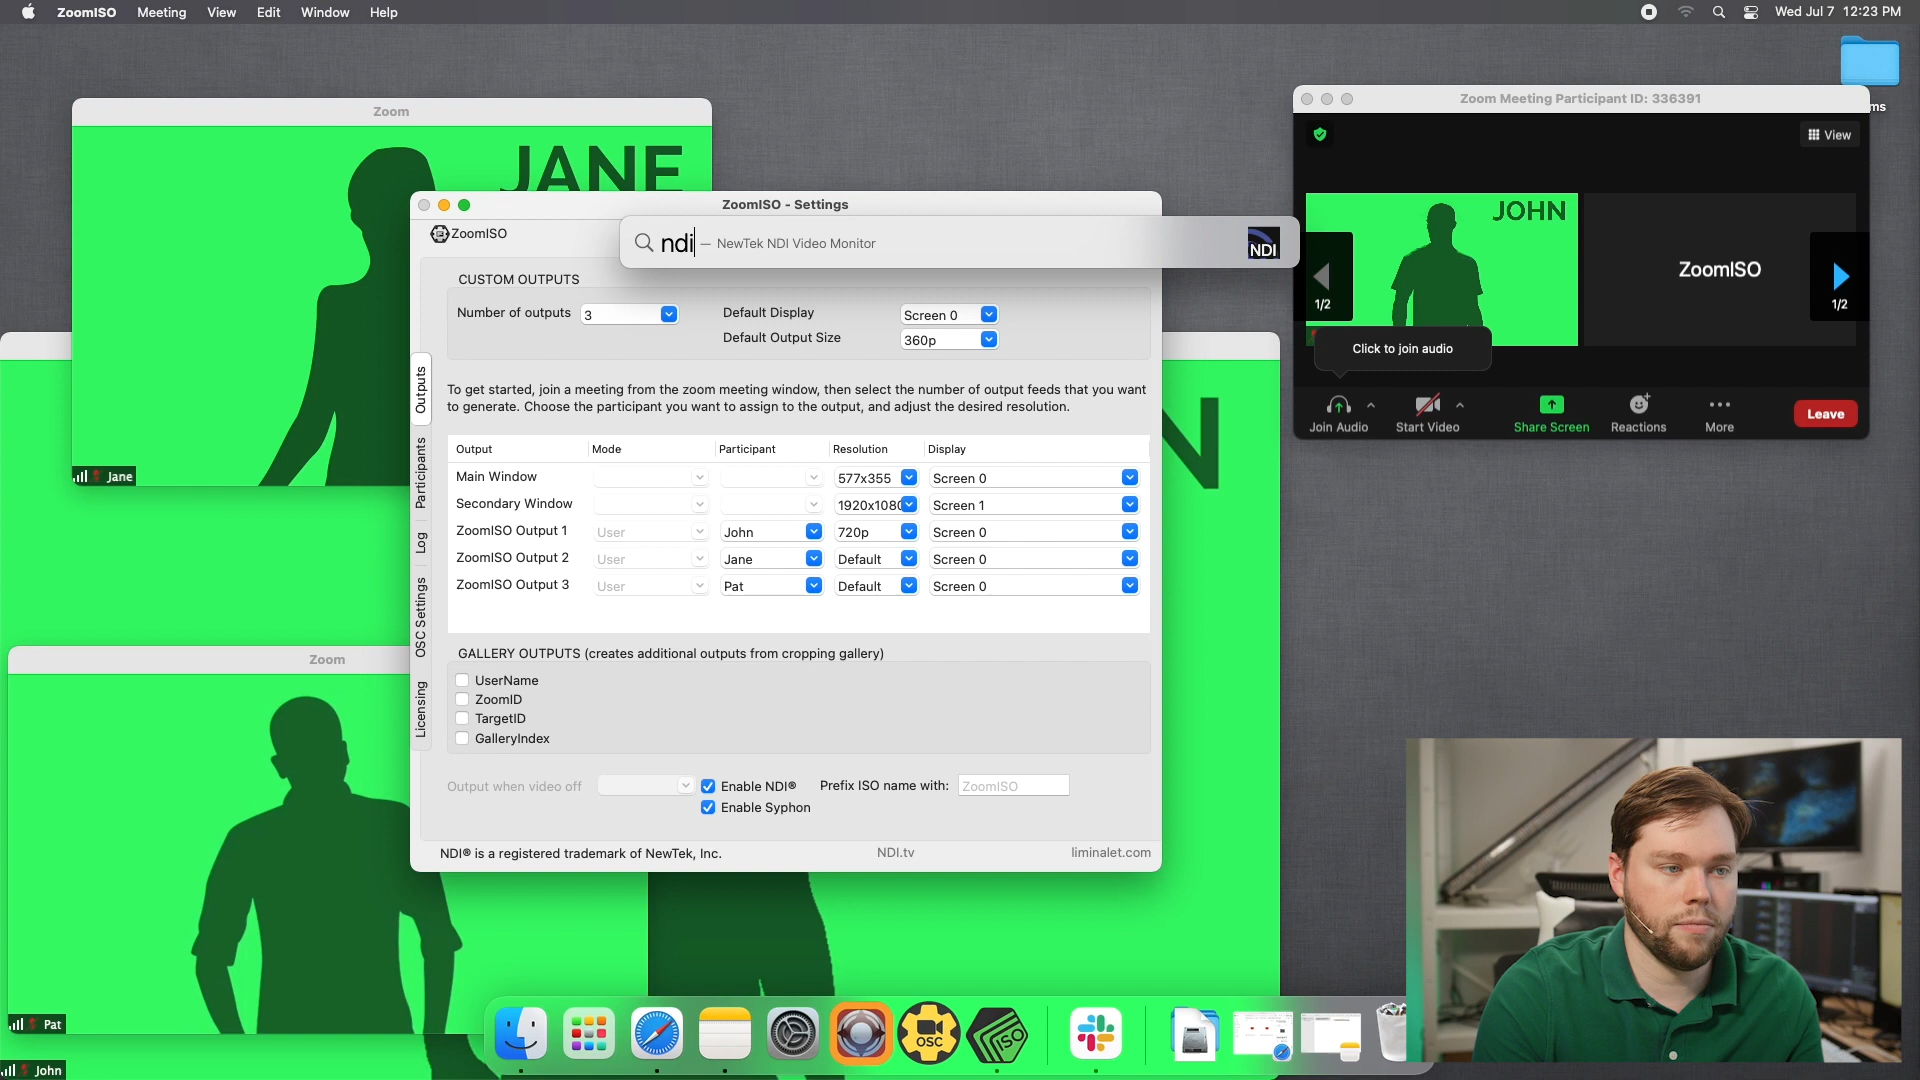 ZoomISO Meeting View Edit Window Help
Wed Jul 7 12:23 PM
Zoom
JANE
Jane
ZoomISO - Settings
ZoomISO
ndi — NewTek NDI Video Monitor
NDI
CUSTOM OUTPUTS
Number of outputs 3 Default Display Screen 0
Default Output Size 360p
To get started, join a meeting from the zoom meeting window, then select the number of output feeds that you want
to generate. Choose the participant you want to assign to the output, and adjust the desired resolution.
Outputs
Participants
Log
OSC Settings
Licensing
Output Mode Participant Resolution Display
Main Window 577x355 Screen 0
Secondary Window 1920x1080 Screen 1
ZoomISO Output 1 User John 720p Screen 0
ZoomISO Output 2 User Jane Default Screen 0
ZoomISO Output 3 User Pat Default Screen 0
GALLERY OUTPUTS (creates additional outputs from cropping gallery)
UserName
ZoomID
TargetID
GalleryIndex
Output when video off Enable NDI® Prefix ISO name with: ZoomISO
Enable Syphon
NDI® is a registered trademark of NewTek, Inc. NDI.tv liminalet.com
Zoom Meeting Participant ID: 336391
ms
View
JOHN
ZoomISO
1/2
1/2
Click to join audio
Join Audio Start Video Share Screen Reactions More Leave
N
Zoom
Pat
John
OSC
ISO